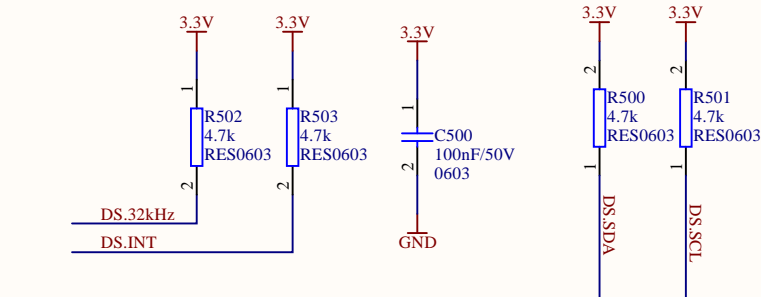 3.3V
3.3V
3.3V
3.3V
3.3V
1
R502
4.7k
RES0603
2
1
R503
4.7k
RES0603
2
1
C500
100nF/50V
0603
2
GND
2
R500
4.7k
RES0603
1
2
R501
4.7k
RES0603
1
DS.32kHz
DS.INT
DS.SDA
DS.SCL